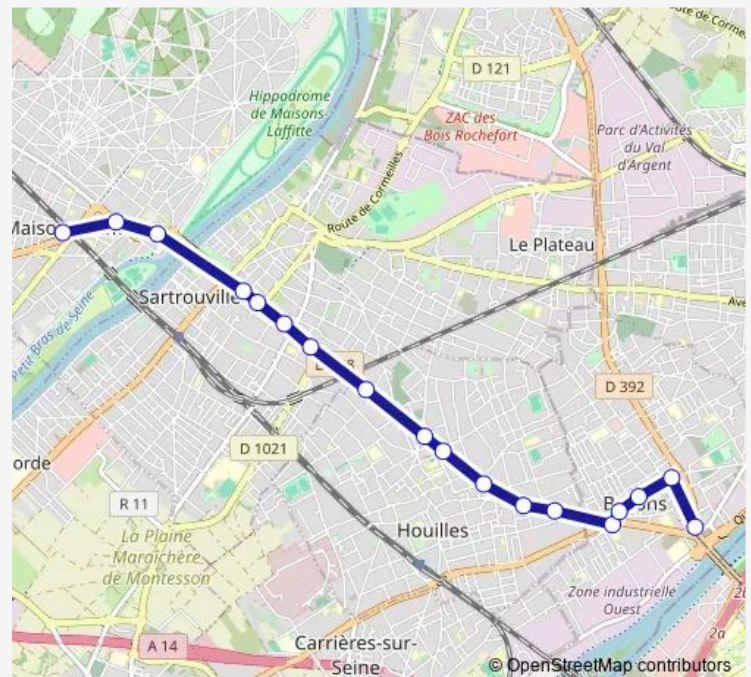 Route de Corme
D 121
Hippodrome
de Maisons-
Laffitte
ZAC des
Bois Rochefort
Parc d'Activités
du Val
d'Argent
Route de Cormeilles
Maiso
Le Plateau
Petit Bras de Seine
Sartrouville
Ave
D 392
D 1021
orde
R 11
La Plaine
Maraîchère
de Montesson
Houilles
Zone industrielle
Ouest
2a
A 14
Carrières-sur-
Seine
© OpenStreetMap contributors